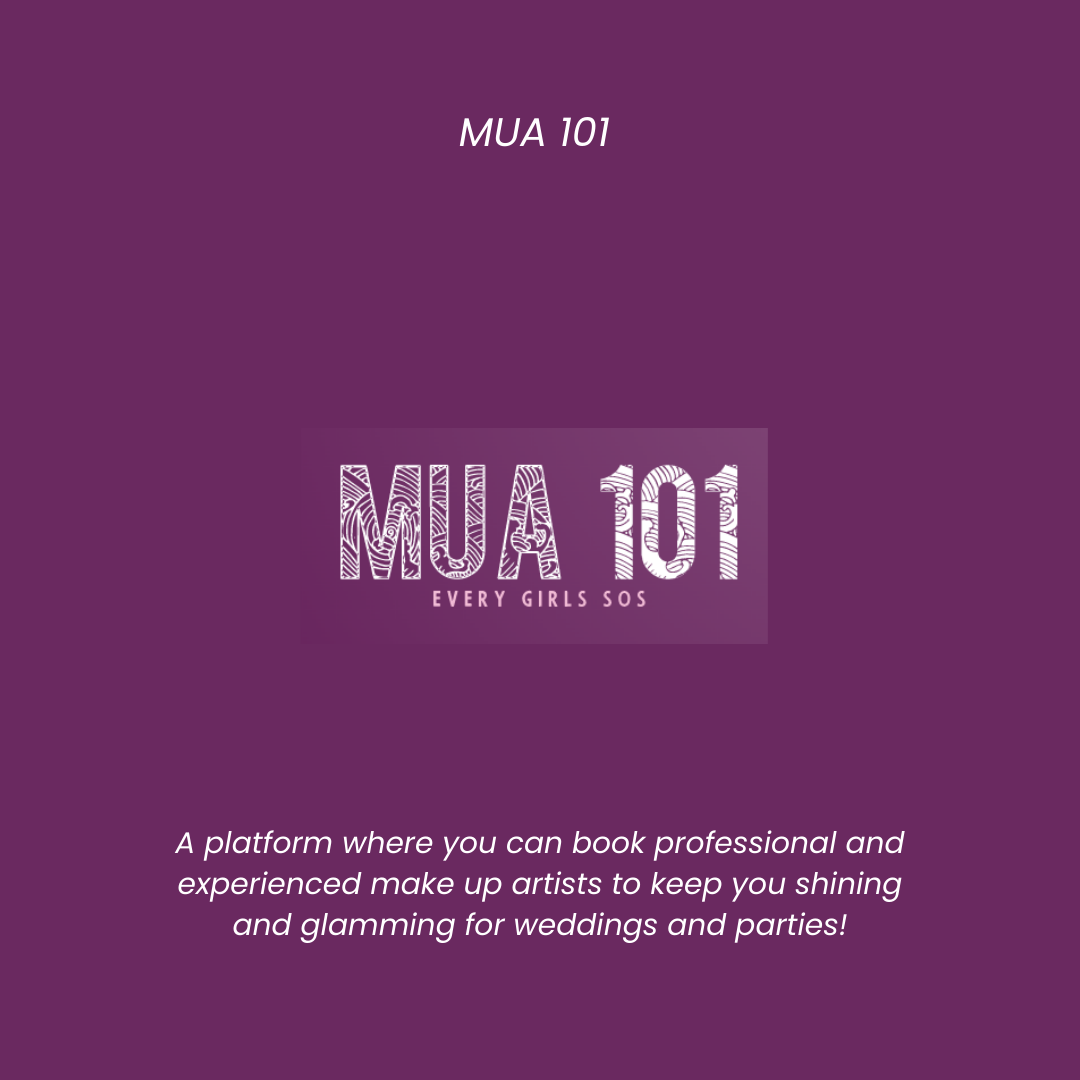 MUA 101
MUA 101
EVERY GIRLS SOS
A platform where you can book professional and
experienced make up artists to keep you shining
and glamming for weddings and parties!